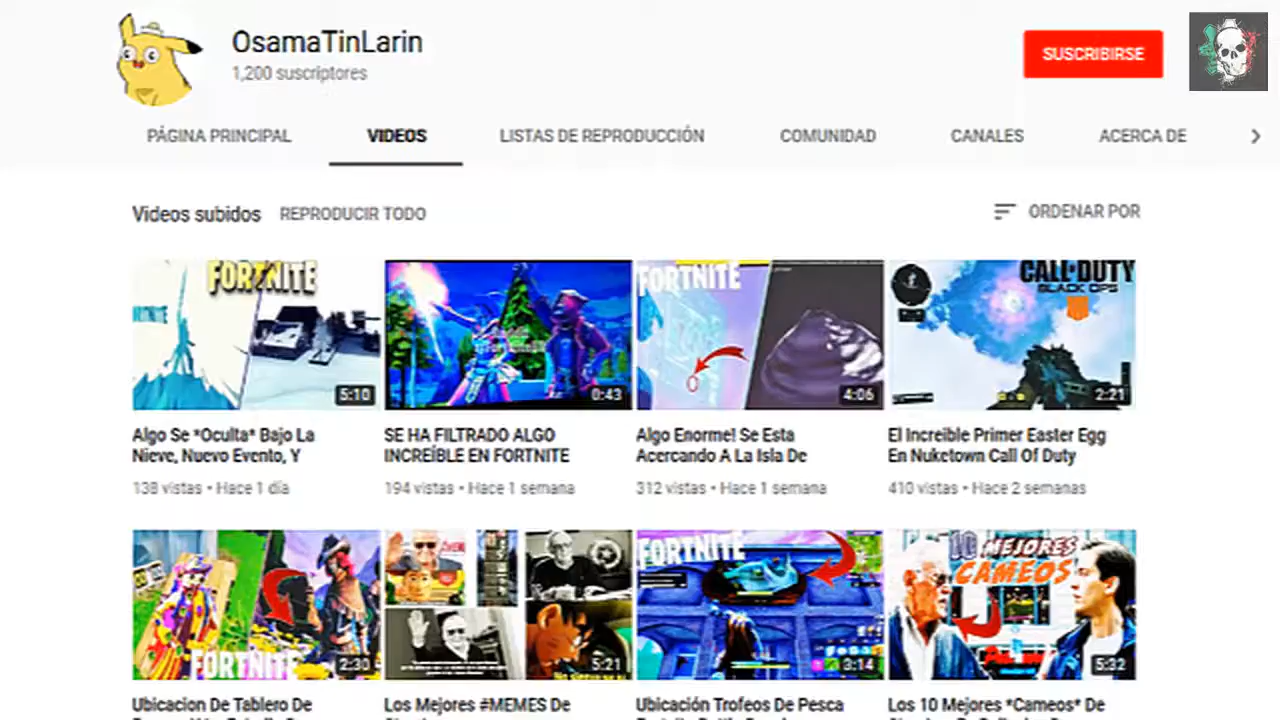 OsamaTinLarin
1,200 suscriptores
SUSCRIBIRSE
PÁGINA PRINCIPAL
VIDEOS
LISTAS DE REPRODUCCIÓN
COMUNIDAD
CANALES
ACERCA DE
Videos subidos
REPRODUCIR TODO
ORDENAR POR
FORTNITE
5:10
0:43
FORTNITE
4:06
CALL DUTY
BLACK OPS
2:21
Algo Se *Oculta* Bajo La
Nieve, Nuevo Evento, Y
138 vistas • Hace 1 día
SE HA FILTRADO ALGO
INCREÍBLE EN FORTNITE
194 vistas • Hace 1 semana
Algo Enorme! Se Esta
Acercando A La Isla De
312 vistas • Hace 1 semana
El Increible Primer Easter Egg
En Nuketown Call Of Duty
410 vistas • Hace 2 semanas
FORTNITE
2:30
5:21
FORTNITE
3:14
10 MEJORES
CAMEOS
5:32
Ubicacion De Tablero De
Los Mejores #MEMES De
Ubicación Trofeos De Pesca
Los 10 Mejores *Cameos* De